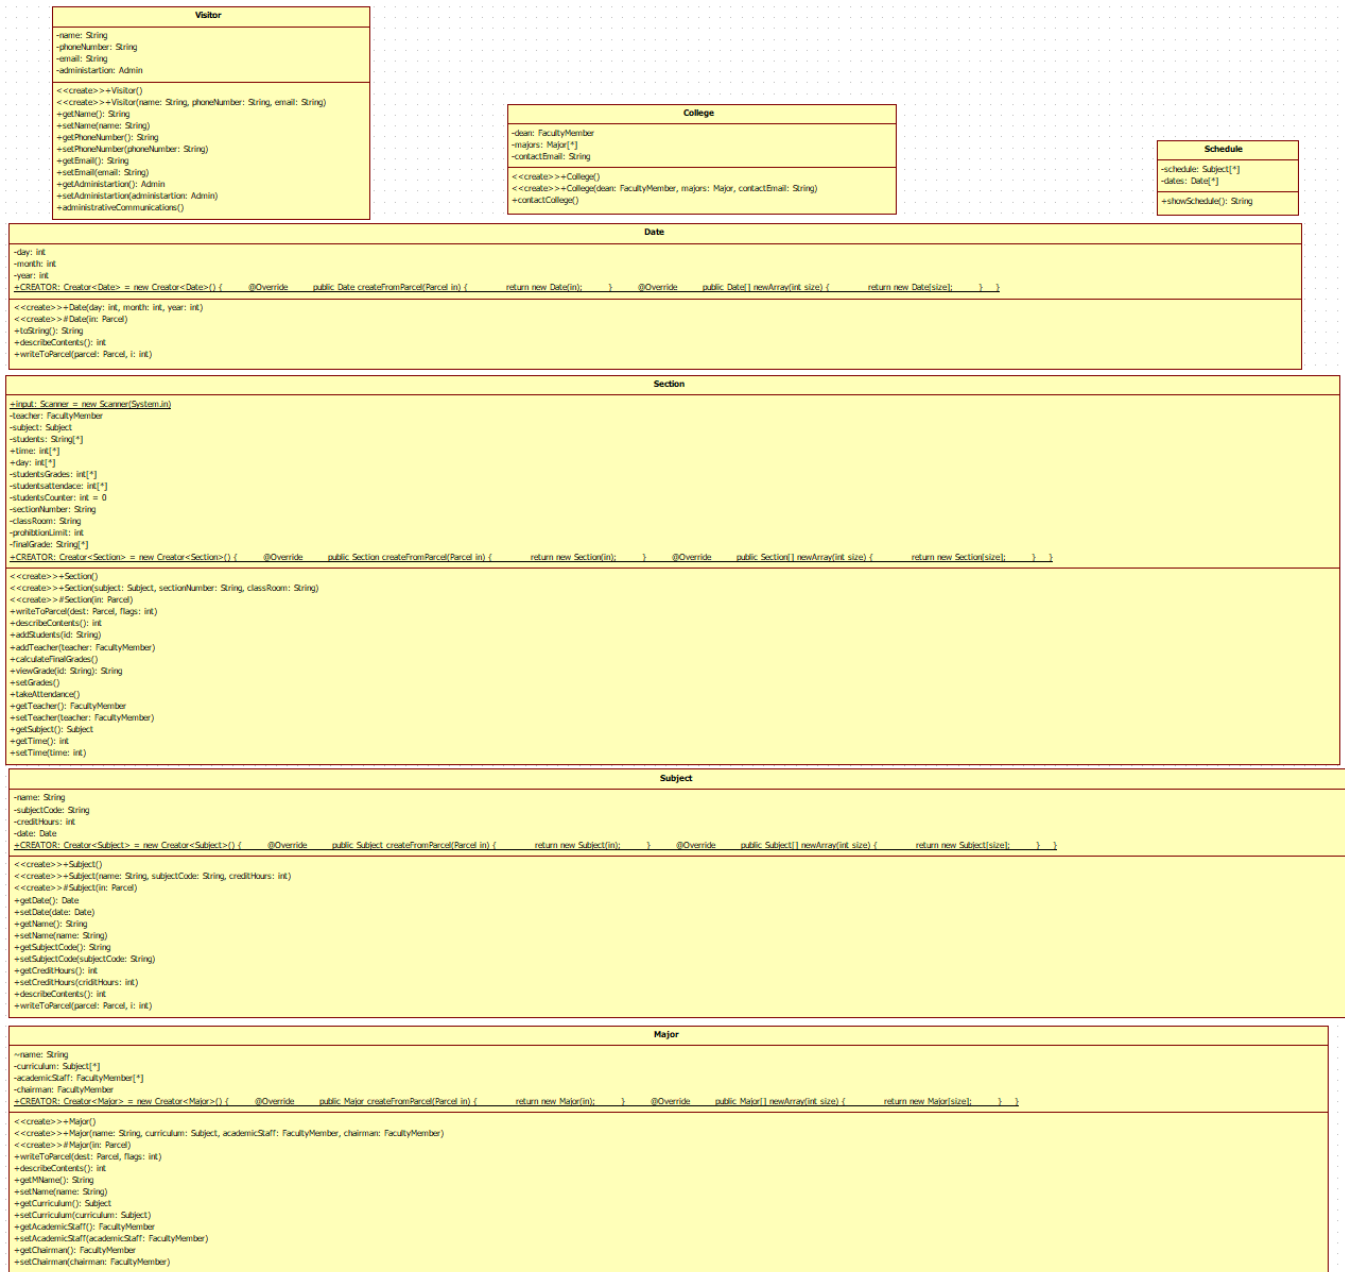 Visitor
-name: String
-phoneNumber: String
-email: String
-administartion: Admin
<<create>>+Visitor()
<<create>>+Visitor(name: String, phoneNumber: String, email: String)
+getName(): String
+setName(name: String)
+getPhoneNumber(): String
+setPhoneNumber(phoneNumber: String)
+getEmail(): String
+setEmail(email: String)
+getAdministartion(): Admin
+setAdministartion(administartion: Admin)
+administrativeCommunications()
College
-dean: FacultyMember
-majors: Major[*]
-contactEmail: String
<<create>>+College()
<<create>>+College(dean: FacultyMember, majors: Major, contactEmail: String)
+contactCollege()
Schedule
-schedule: Subject[*]
-dates: Date[*]
+showSchedule(): String
Date
-day: int
-month: int
-year: int
+CREATOR: Creator<Date> = new Creator<Date>() { @Override public Date createFromParcel(Parcel in) { return new Date(in); } @Override public Date[] newArray(int size) { return new Date[size]; } }
<<create>>+Date(day: int, month: int, year: int)
<<create>>#Date(in: Parcel)
+toString(): String
+describeContents(): int
+writeToParcel(parcel: Parcel, i: int)
Section
+input: Scanner = new Scanner(System.in)
-teacher: FacultyMember
-subject: Subject
-students: String[*]
+time: int[*]
+day: int[*]
-studentsGrades: int[*]
-studentsattendace: int[*]
-studentsCounter: int = 0
-sectionNumber: String
-classRoom: String
-prohibtionLimit: int
-finalGrade: String[*]
+CREATOR: Creator<Section> = new Creator<Section>() { @Override public Section createFromParcel(Parcel in) { return new Section(in); } @Override public Section[] newArray(int size) { return new Section[size]; } }
<<create>>+Section()
<<create>>+Section(subject: Subject, sectionNumber: String, classRoom: String)
<<create>>#Section(in: Parcel)
+writeToParcel(dest: Parcel, flags: int)
+describeContents(): int
+addStudents(id: String)
+addTeacher(teacher: FacultyMember)
+calculateFinalGrades()
+viewGrade(id: String): String
+setGrades()
+takeAttendance()
+getTeacher(): FacultyMember
+setTeacher(teacher: FacultyMember)
+getSubject(): Subject
+getTime(): int
+setTime(time: int)
Subject
-name: String
-subjectCode: String
-creditHours: int
-date: Date
+CREATOR: Creator<Subject> = new Creator<Subject>() { @Override public Subject createFromParcel(Parcel in) { return new Subject(in); } @Override public Subject[] newArray(int size) { return new Subject[size]; } }
<<create>>+Subject()
<<create>>+Subject(name: String, subjectCode: String, creditHours: int)
<<create>>#Subject(in: Parcel)
+getDate(): Date
+setDate(date: Date)
+getName(): String
+setName(name: String)
+getSubjectCode(): String
+setSubjectCode(subjectCode: String)
+getCreditHours(): int
+setCreditHours(criditHours: int)
+describeContents(): int
+writeToParcel(parcel: Parcel, i: int)
Major
~name: String
-curriculum: Subject[*]
-academicStaff: FacultyMember[*]
-chairman: FacultyMember
+CREATOR: Creator<Major> = new Creator<Major>() { @Override public Major createFromParcel(Parcel in) { return new Major(in); } @Override public Major[] newArray(int size) { return new Major[size]; } }
<<create>>+Major()
<<create>>+Major(name: String, curriculum: Subject, academicStaff: FacultyMember, chairman: FacultyMember)
<<create>>#Major(in: Parcel)
+writeToParcel(dest: Parcel, flags: int)
+describeContents(): int
+getMName(): String
+setName(name: String)
+getCurriculum(): Subject
+setCurriculum(curriculum: Subject)
+getAcademicStaff(): FacultyMember
+setAcademicStaff(academicStaff: FacultyMember)
+getChairman(): FacultyMember
+setChairman(chairman: FacultyMember)